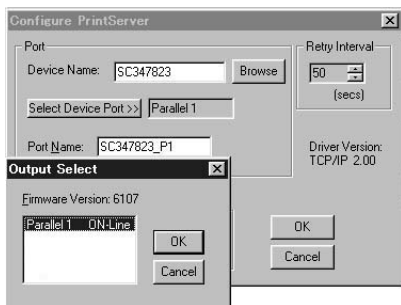 Configure PrintServer
Port
Device Name: SC347823 Browse
Select Device Port >> Parallel 1
Port Name: SC347823_P1
Retry Interval
50
(secs)
Driver Version:
TCP/IP 2.00
OK
Cancel
Output Select
Firmware Version: 6107
Parallel 1 ON-Line
OK
Cancel